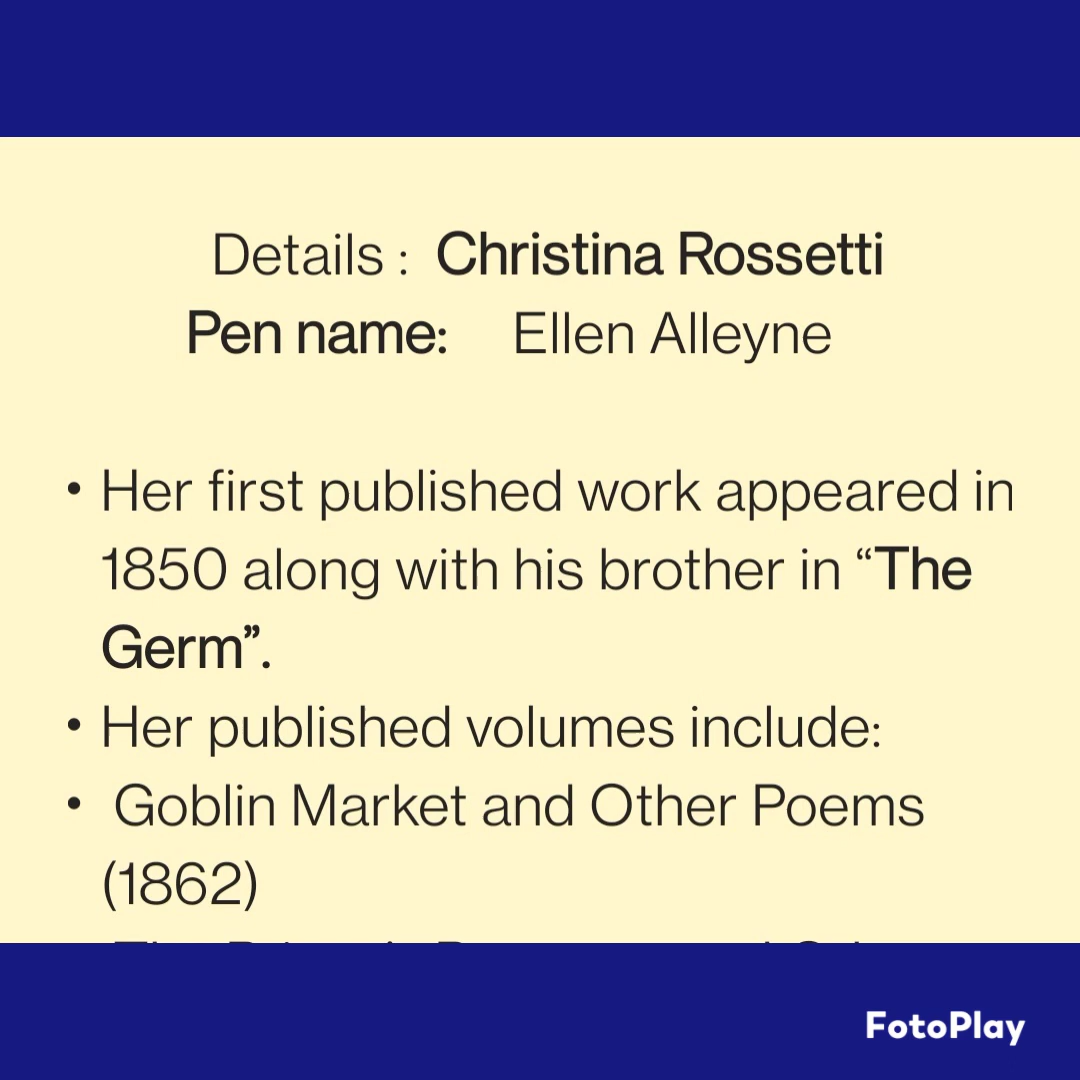 Details : Christina Rossetti
Pen name: Ellen Alleyne
• Her first published work appeared in
1850 along with his brother in “The
Germ”.
• Her published volumes include:
• Goblin Market and Other Poems
(1862)
FotoPlay